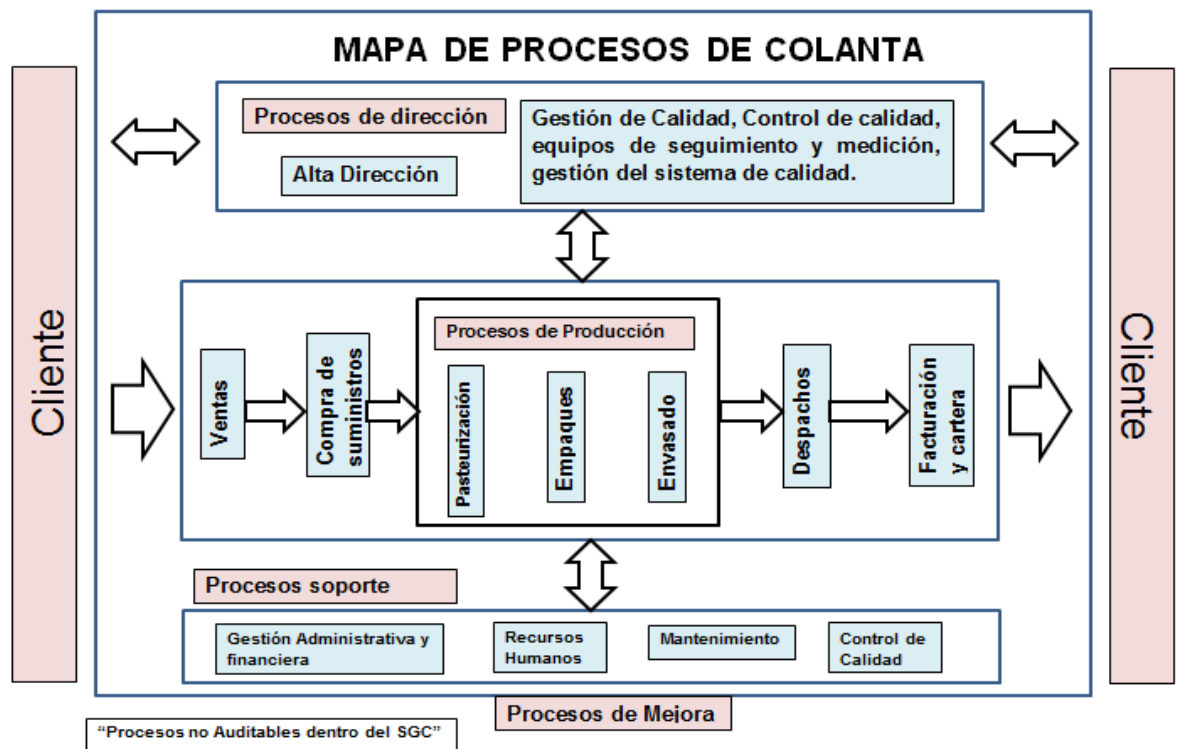 MAPA DE PROCESOS DE COLANTA
Cliente
Procesos de dirección
Alta Dirección
Gestión de Calidad, Control de calidad,
equipos de seguimiento y medición,
gestión del sistema de calidad.
Ventas
Compra de
suministros
Procesos de Producción
Pasteurización
Empaques
Envasado
Despachos
Facturación
y cartera
Cliente
Procesos soporte
Gestión Administrativa y
financiera
Recursos
Humanos
Mantenimiento
Control de
Calidad
Procesos de Mejora
“Procesos no Auditables dentro del SGC”